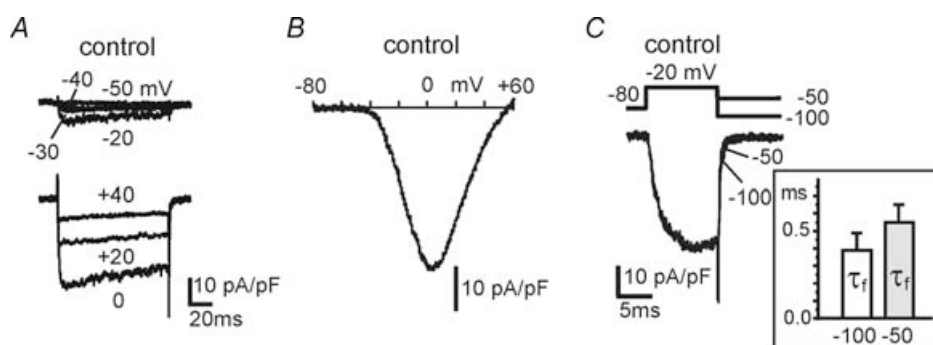 A
control
-40
-50 mV
-30
-20
+40
+20
0
10 pA/pF
20ms
B
control
-80
0
mV
+60
10 pA/pF
C
control
-20 mV
-80
-50
-100
-50
-100
10 pA/pF
5ms
ms
0.5
0.0
τf
τf
-100 -50